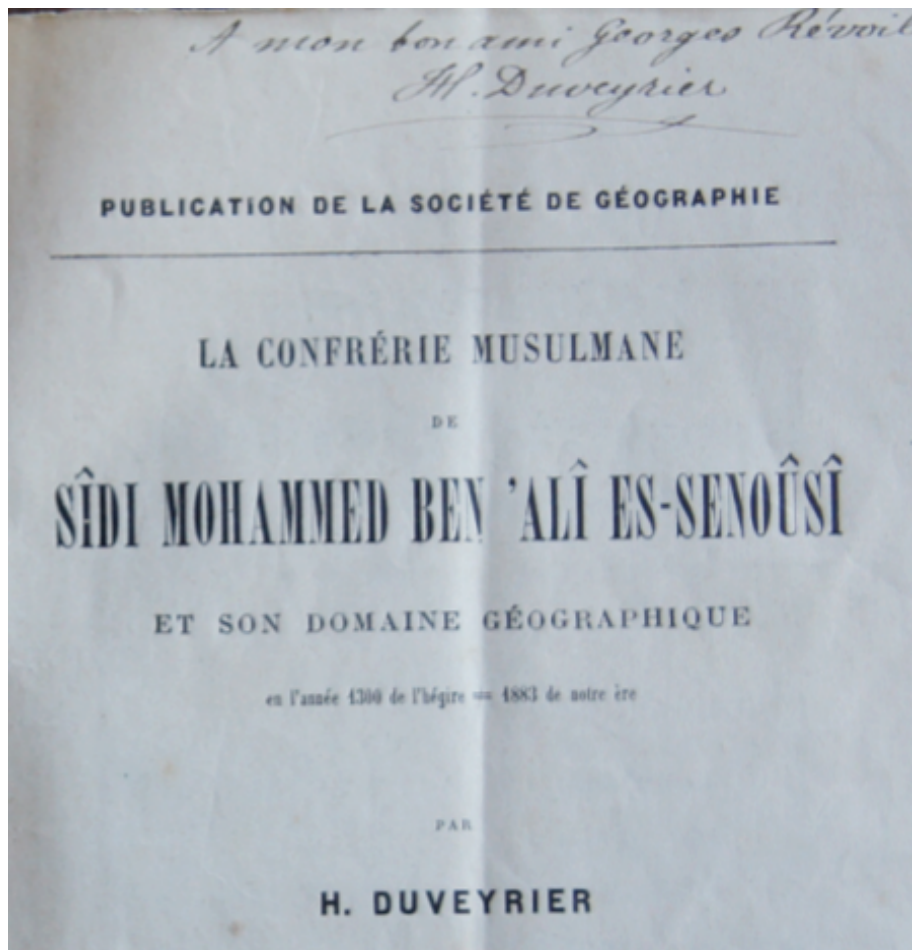 A mon bon ami Georges Révoil
H. Duveyrier
PUBLICATION DE LA SOCIÉTÉ DE GÉOGRAPHIE
LA CONFRÉRIE MUSULMANE
DE
SÎDI MOHAMMED BEN 'ALÎ ES-SENOÛSÎ
ET SON DOMAINE GÉOGRAPHIQUE
en l'année 1300 de l'hégire = 1883 de notre ère
PAR
H. DUVEYRIER